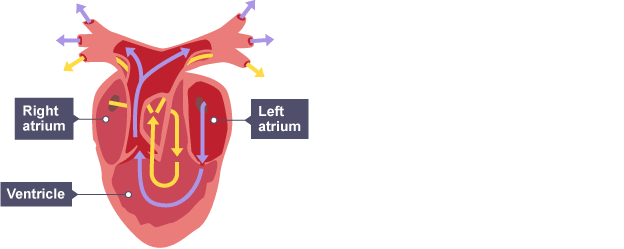 Right
atrium
Left
atrium
Ventricle